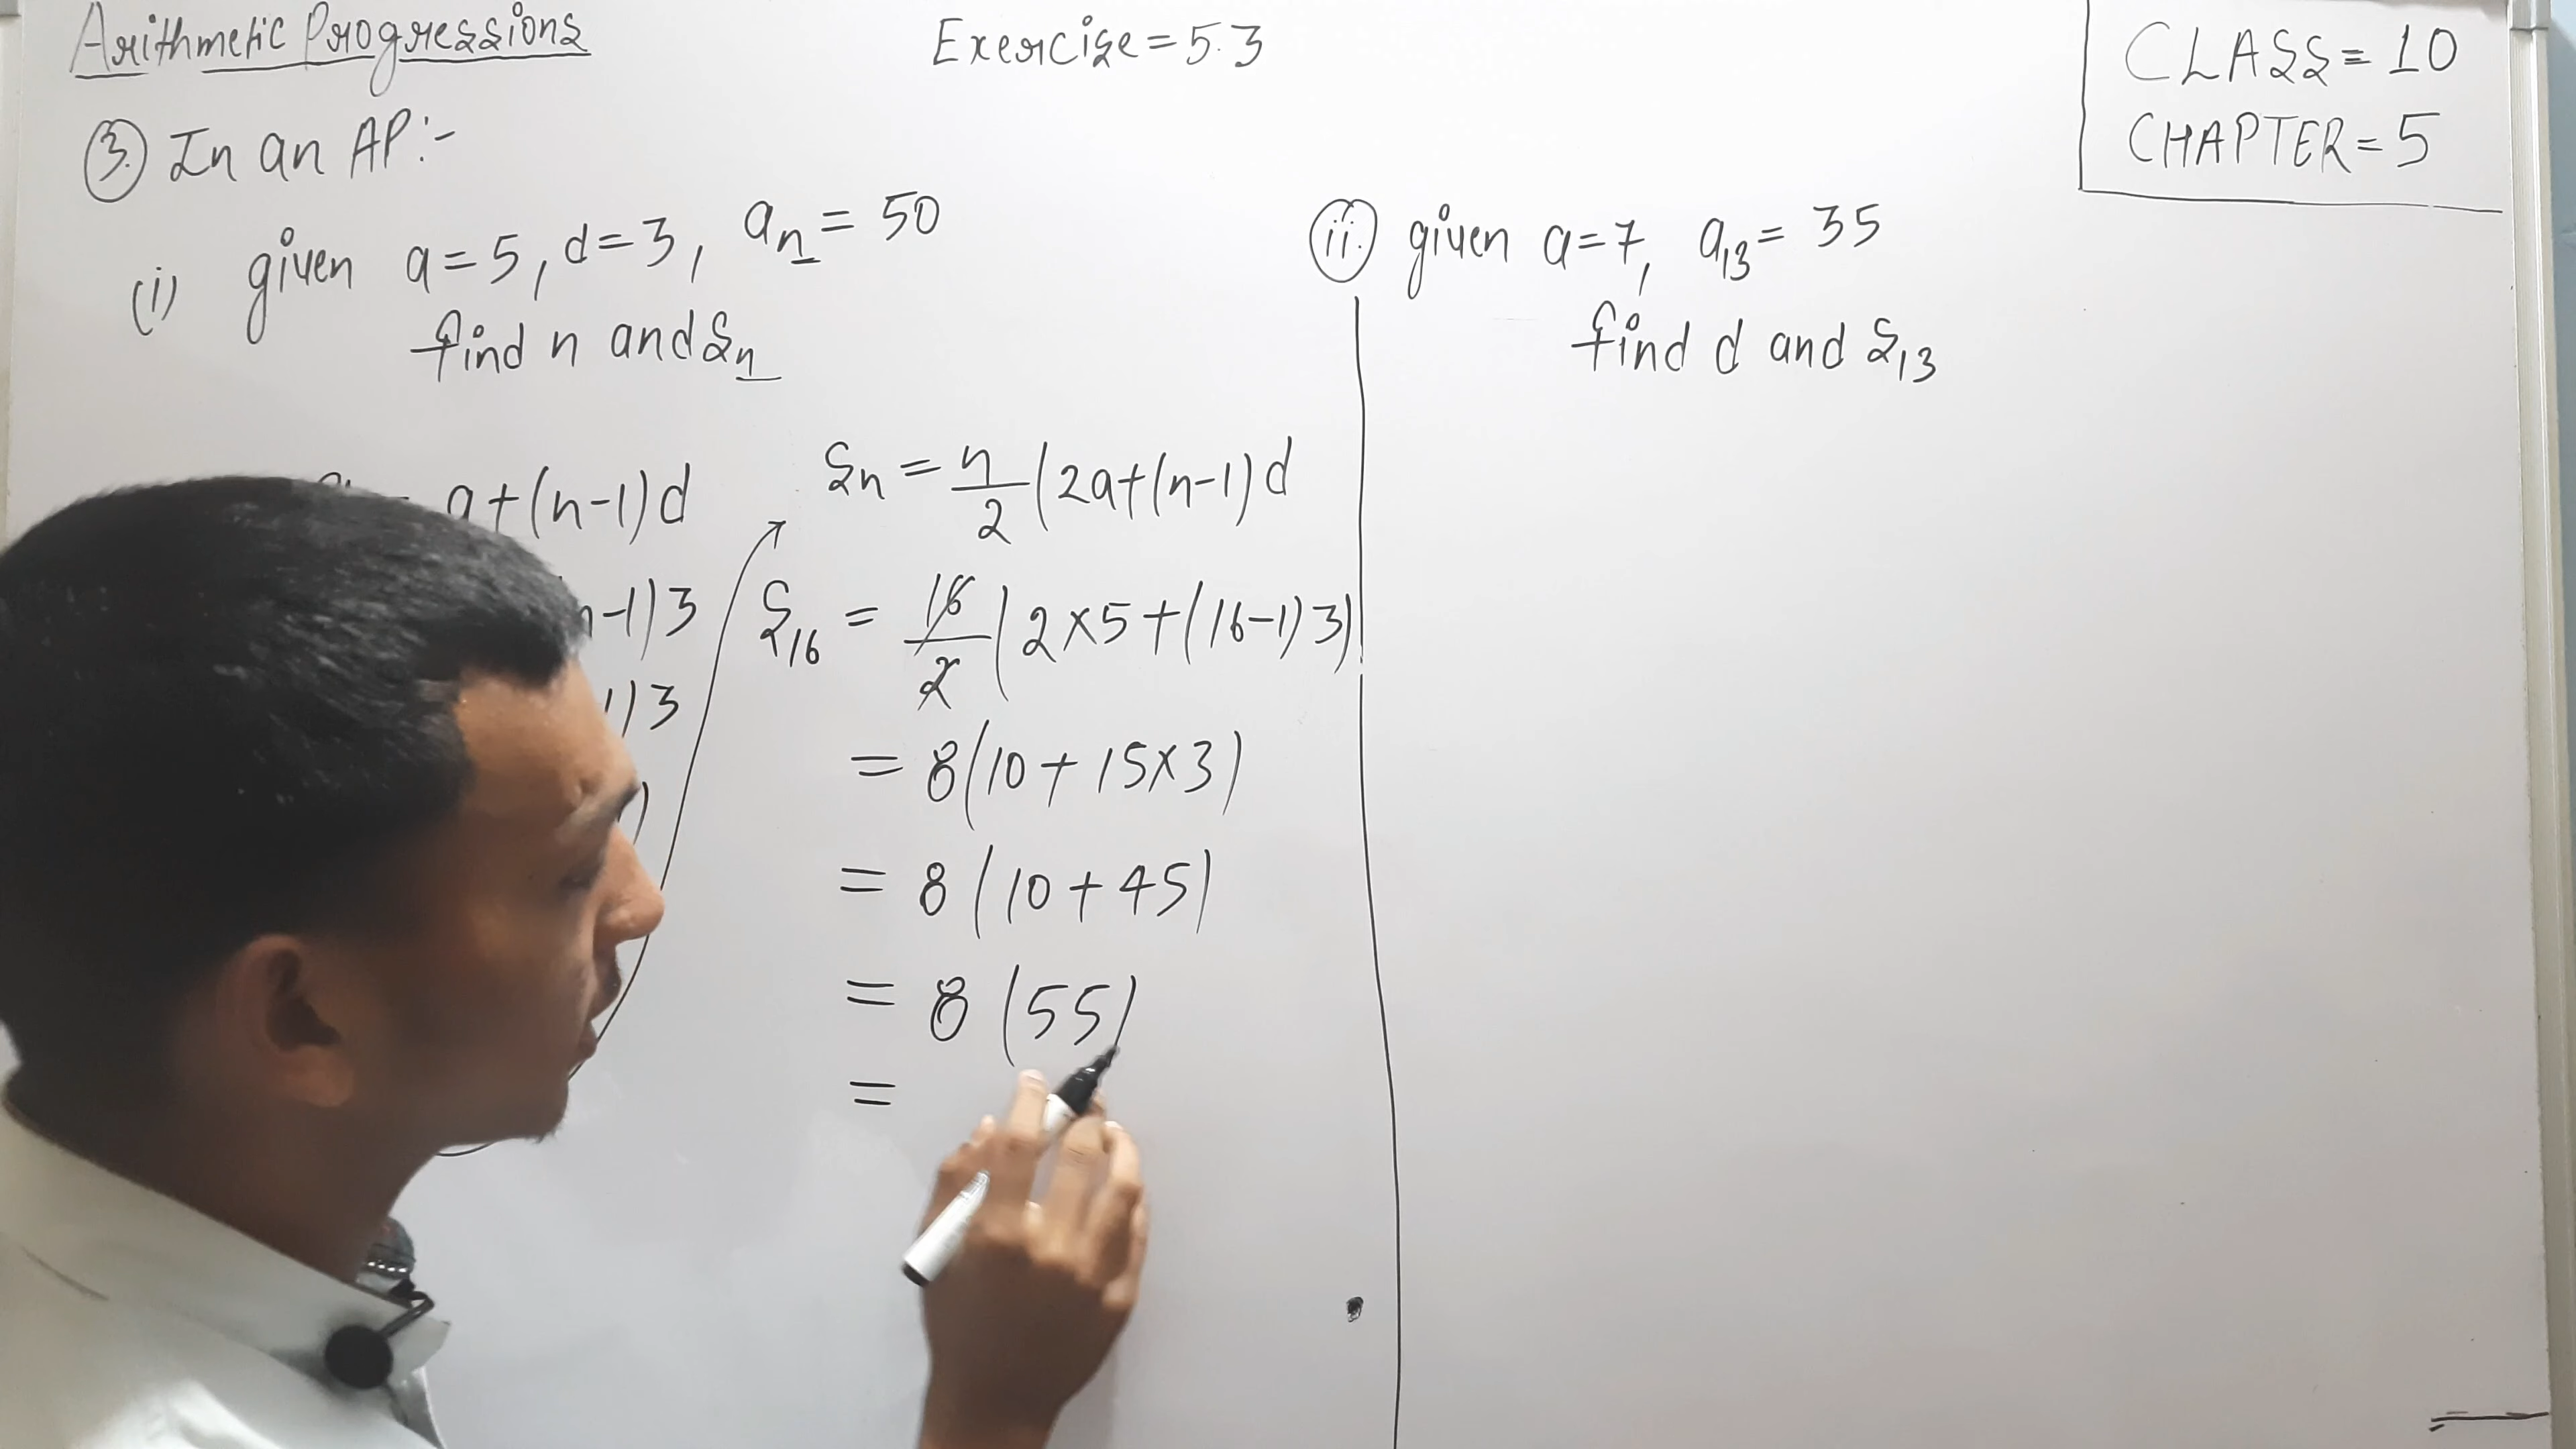 Arithmetic Progressions
Exercise = 5.3
CLASS = 10
CHAPTER = 5
3. In an AP:-
(i) given a = 5, d = 3, aₙ = 50
find n and Sₙ
a + (n-1)d
n-1)3
1)3
)
Sₙ = n/2 (2a + (n-1)d
S₁₆ = 16/2 (2×5 + (16-1)3)
= 8(10 + 15×3)
= 8(10 + 45)
= 8(55)
=
ii. given a = 7, a₁₃ = 35
find d and S₁₃